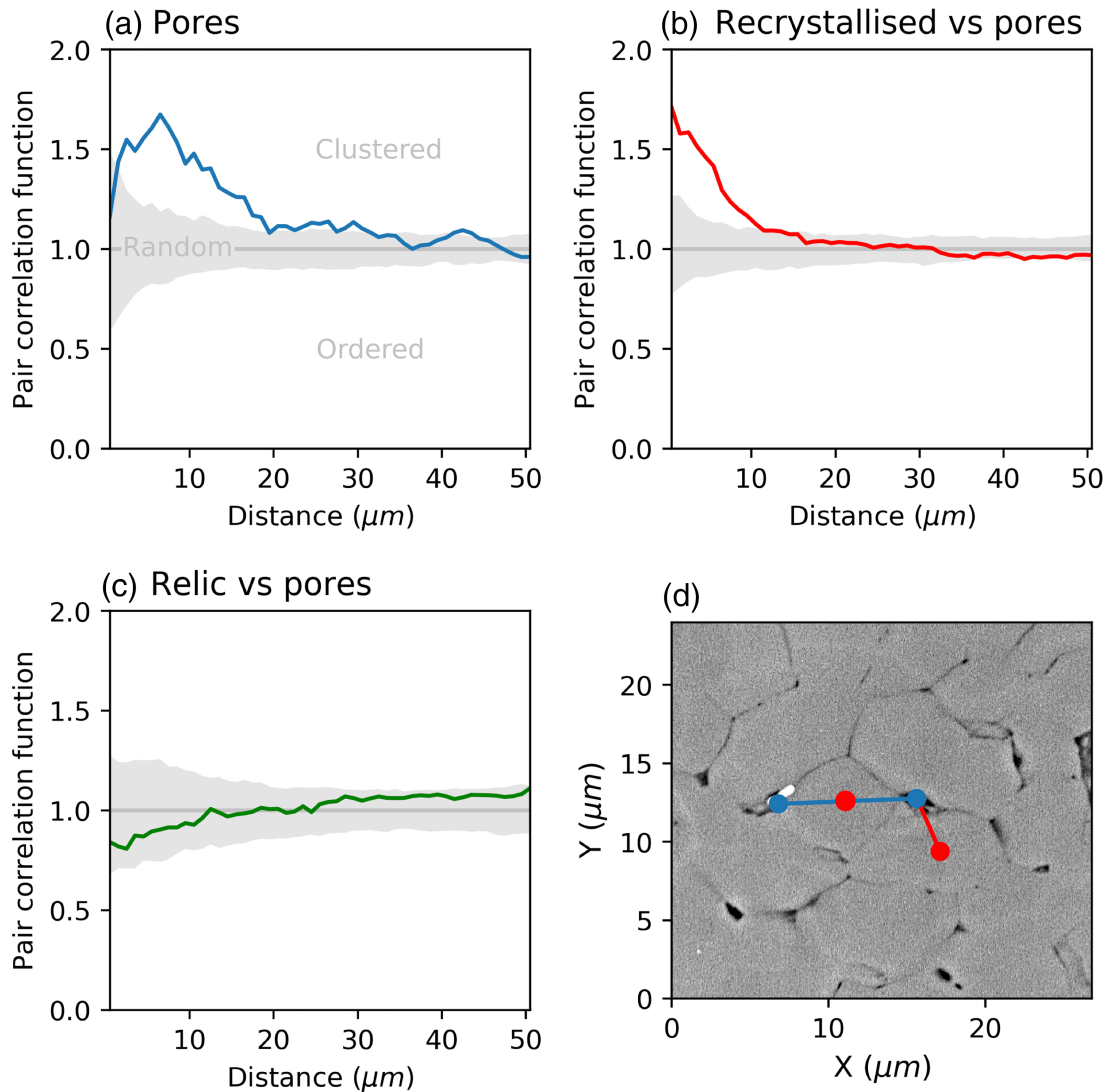 (a) Pores
2.0
1.5
1.0
0.5
0.0
Pair correlation function
Clustered
Random
Ordered
10 20 30 40 50
Distance (μm)
(b) Recrystallised vs pores
2.0
1.5
1.0
0.5
0.0
Pair correlation function
10 20 30 40 50
Distance (μm)
(c) Relic vs pores
2.0
1.5
1.0
0.5
0.0
Pair correlation function
10 20 30 40 50
Distance (μm)
(d)
20
15
10
5
0
Y (μm)
0 10 20
X (μm)